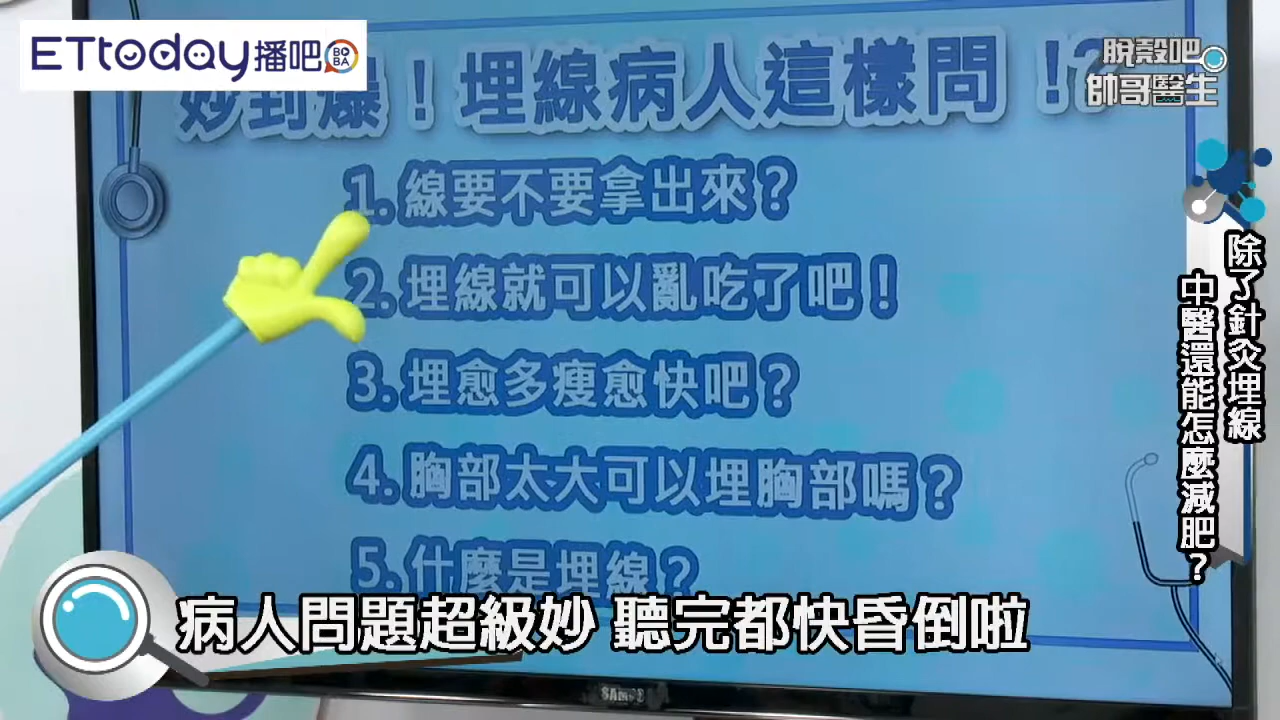 ETtoday播吧
BOBA
脫殼吧
帥哥醫生
妙到爆！埋線病人這樣問！？
1.線要不要拿出來？
2.埋線就可以亂吃了吧！
3.埋愈多瘦愈快吧？
4.胸部太大可以埋胸部嗎？
5.什麼是埋線？
除了針灸埋線
中醫還能怎麼減肥？
病人問題超級妙 聽完都快昏倒啦
SAMSUNG